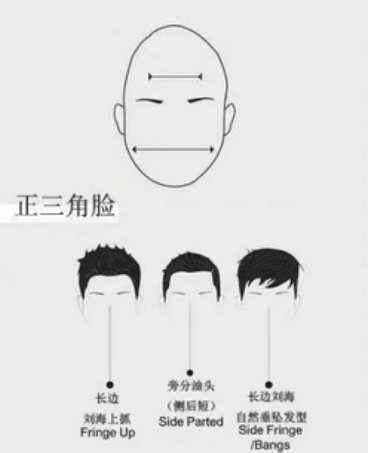 正三角脸
长边
刘海上抓
Fringe Up
旁分油头
（侧后短）
Side Parted
长边刘海
自然垂坠发型
Side Fringe
/Bangs